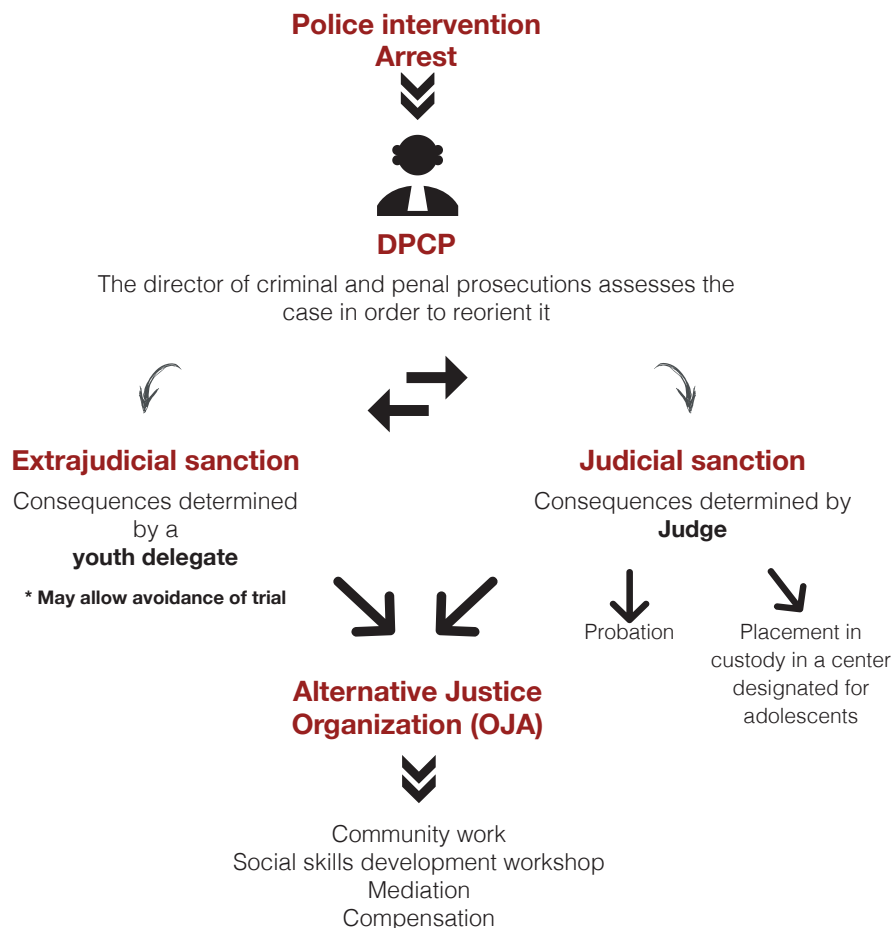 Police intervention
Arrest
DPCP
The director of criminal and penal prosecutions assesses the
case in order to reorient it
Extrajudicial sanction
Consequences determined
by a
youth delegate
* May allow avoidance of trial
Judicial sanction
Consequences determined by
Judge
Probation
Placement in
custody in a center
designated for
adolescents
Alternative Justice
Organization (OJA)
Community work
Social skills development workshop
Mediation
Compensation